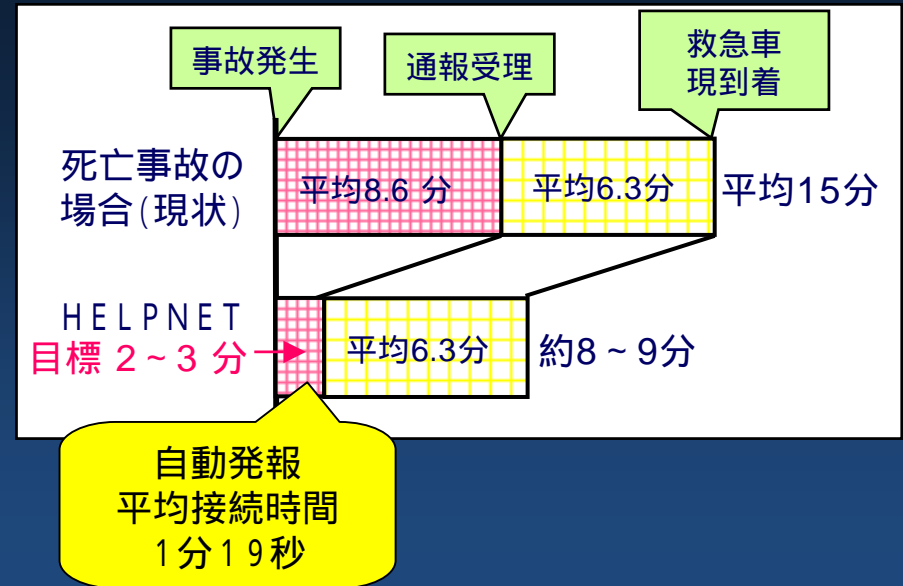 事故発生
通報受理
救急車
現到着
死亡事故の
場合(現状)
平均8.6 分
平均6.3分
平均15分
ＨＥＬＰＮＥＴ
目標 2~3 分
平均6.3分
約8 ~ 9分
自動発報
平均接続時間
1分19秒